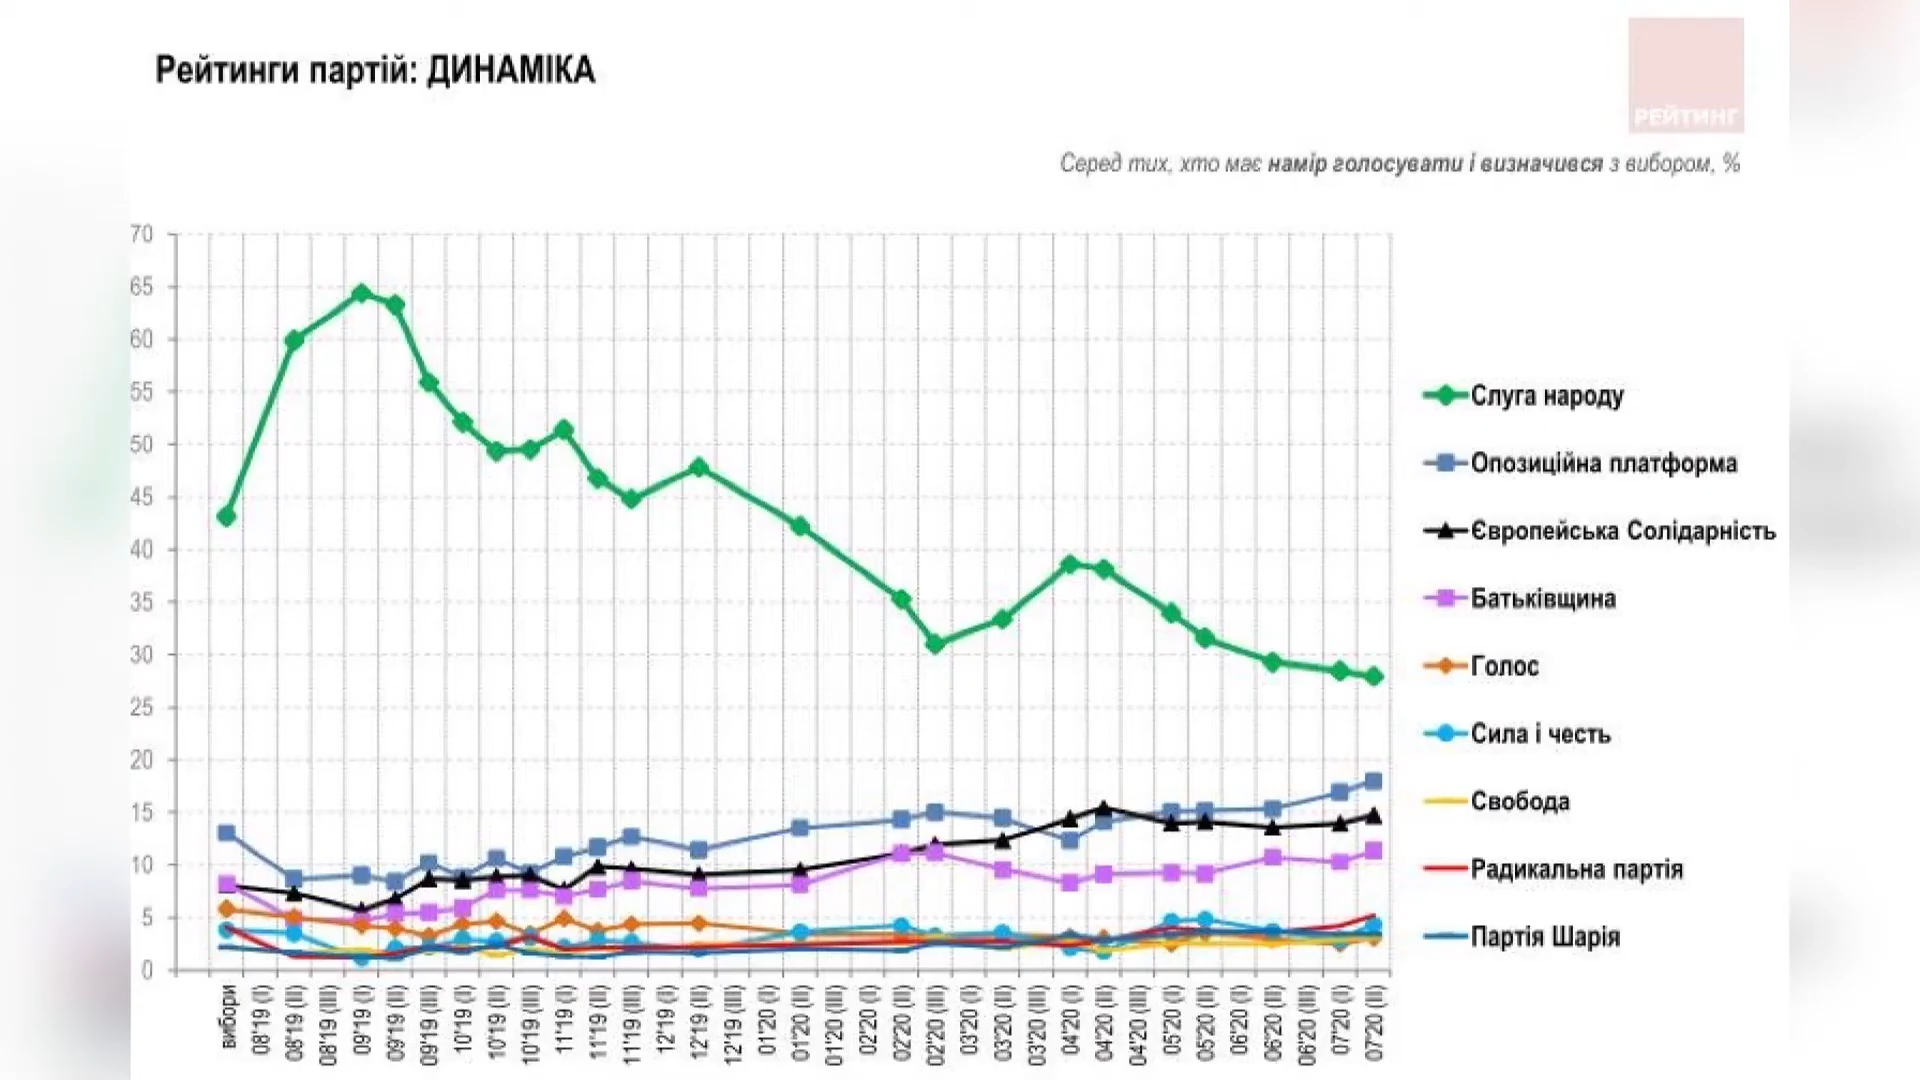 Рейтинги партій: ДИНАМІКА
РЕЙТИНГ
Серед тих, хто має намір голосувати і визначився з вибором, %
70
65
60
55
50
45
40
35
30
25
20
15
10
5
0
вибори
08'19 (I)
08'19 (II)
08'19 (III)
09'19 (I)
09'19 (II)
09'19 (III)
10'19 (I)
10'19 (II)
10'19 (III)
11'19 (I)
11'19 (II)
11'19 (III)
12'19 (I)
12'19 (II)
12'19 (III)
01'20 (I)
01'20 (II)
01'20 (III)
02'20 (I)
02'20 (II)
02'20 (III)
03'20 (I)
03'20 (II)
03'20 (III)
04'20 (I)
04'20 (II)
04'20 (III)
05'20 (I)
05'20 (II)
06'20 (I)
06'20 (II)
06'20 (III)
07'20 (I)
07'20 (II)
Слуга народу
Опозиційна платформа
Європейська Солідарність
Батьківщина
Голос
Сила і честь
Свобода
Радикальна партія
Партія Шарія